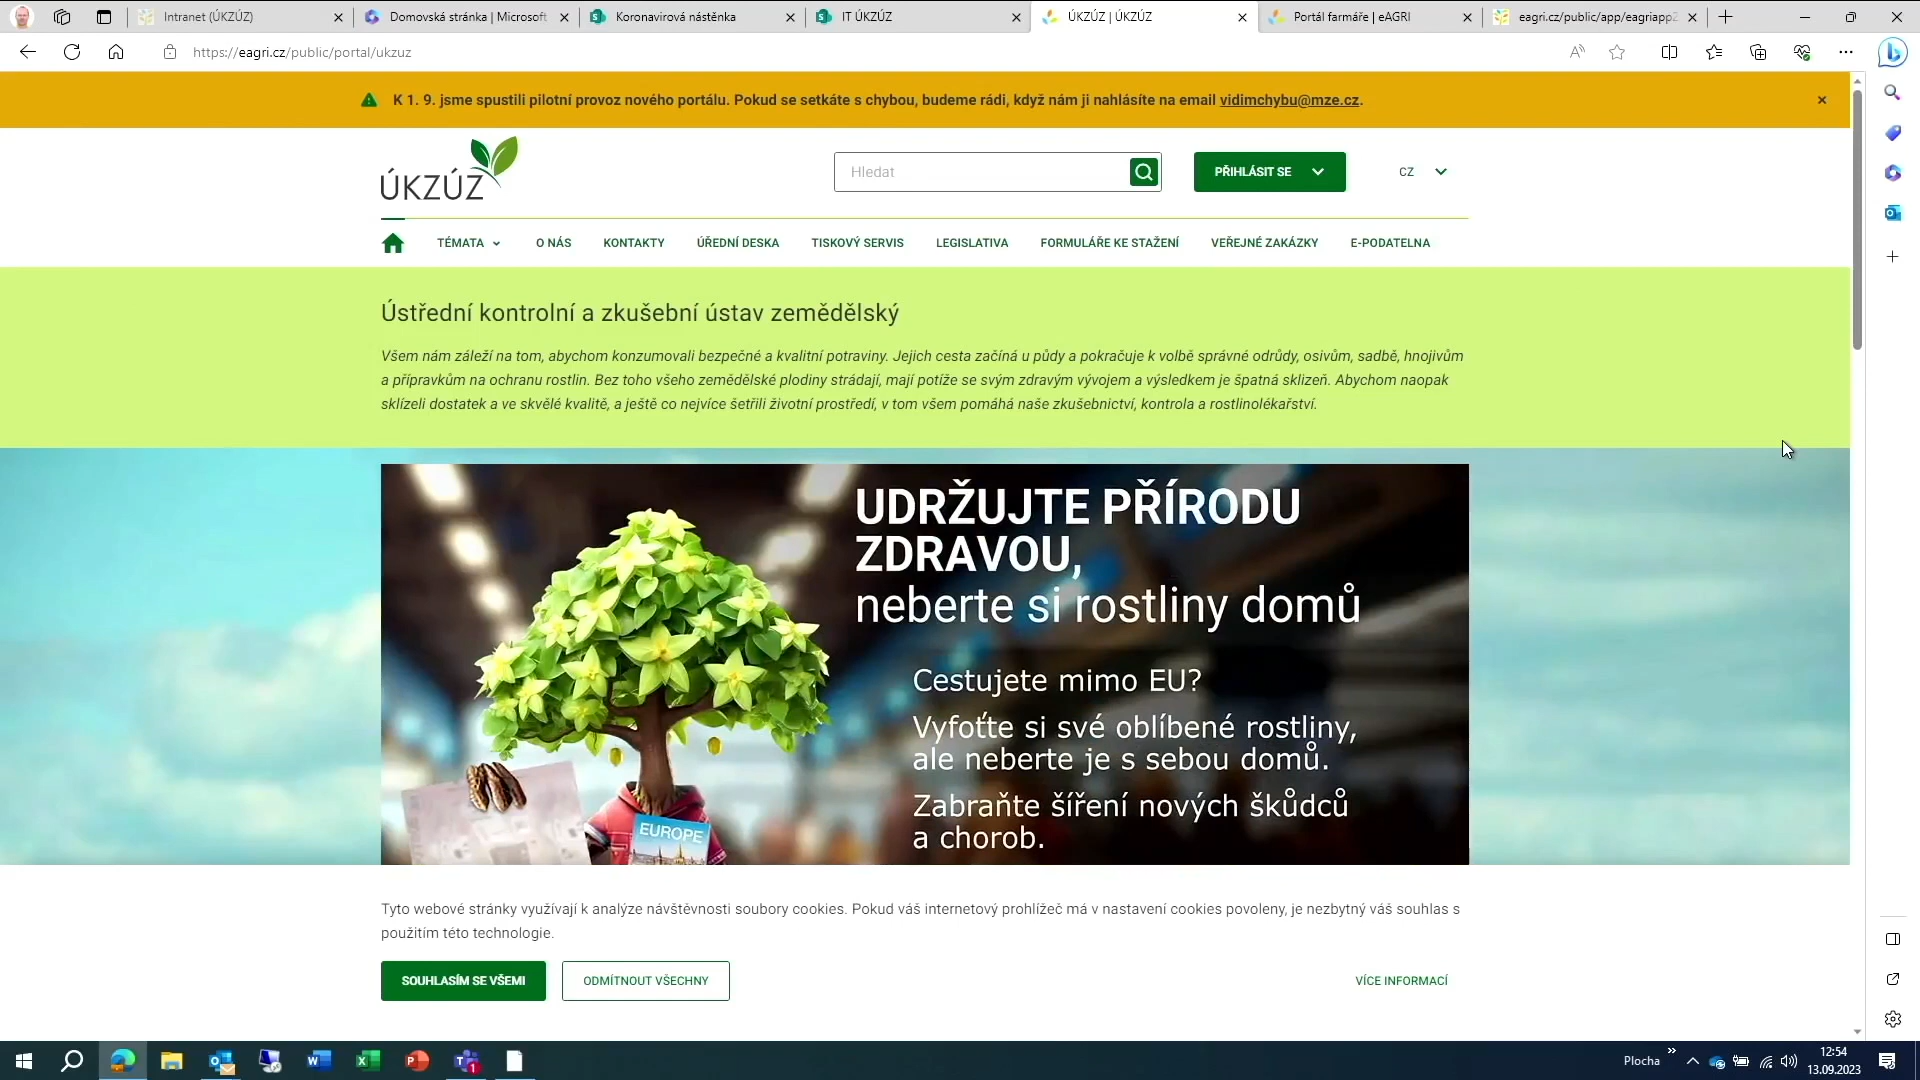 Intranet (ÚKZÚZ)
Domovská stránka | Microsoft
Koronavirová nástěnka
IT ÚKZÚZ
ÚKZÚZ | ÚKZÚZ
Portál farmáře | eAGRI
eagri.cz/public/app/eagriapp2
https://eagri.cz/public/portal/ukzuz
K 1. 9. jsme spustili pilotní provoz nového portálu. Pokud se setkáte s chybou, budeme rádi, když nám ji nahlásíte na email vidimchybu@mze.cz.
ÚKZÚZ
Hledat
PŘIHLÁSIT SE
CZ
TÉMATA
O NÁS
KONTAKTY
ÚŘEDNÍ DESKA
TISKOVÝ SERVIS
LEGISLATIVA
FORMULÁŘE KE STAŽENÍ
VEŘEJNÉ ZAKÁZKY
E-PODATELNA
Ústřední kontrolní a zkušební ústav zemědělský
Všem nám záleží na tom, abychom konzumovali bezpečné a kvalitní potraviny. Jejich cesta začíná u půdy a pokračuje k volbě správné odrůdy, osivům, sadbě, hnojivům
a přípravkům na ochranu rostlin. Bez toho všeho zemědělské plodiny strádají, mají potíže se svým zdravým vývojem a výsledkem je špatná sklizeň. Abychom naopak
sklízeli dostatek a ve skvělé kvalitě, a ještě co nejvíce šetřili životní prostředí, v tom všem pomáhá naše zkušebnictví, kontrola a rostlinolékařství.
UDRŽUJTE PŘÍRODU
ZDRAVOU,
neberte si rostliny domů
Cestujete mimo EU?
Vyfoťte si své oblíbené rostliny,
ale neberte je s sebou domů.
Zabraňte šíření nových škůdců
a chorob.
EUROPE
Tyto webové stránky využívají k analýze návštěvnosti soubory cookies. Pokud váš internetový prohlížeč má v nastavení cookies povoleny, je nezbytný váš souhlas s
použitím této technologie.
SOUHLASÍM SE VŠEMI
ODMÍTNOUT VŠECHNY
VÍCE INFORMACÍ
Plocha
12:54
13.09.2023